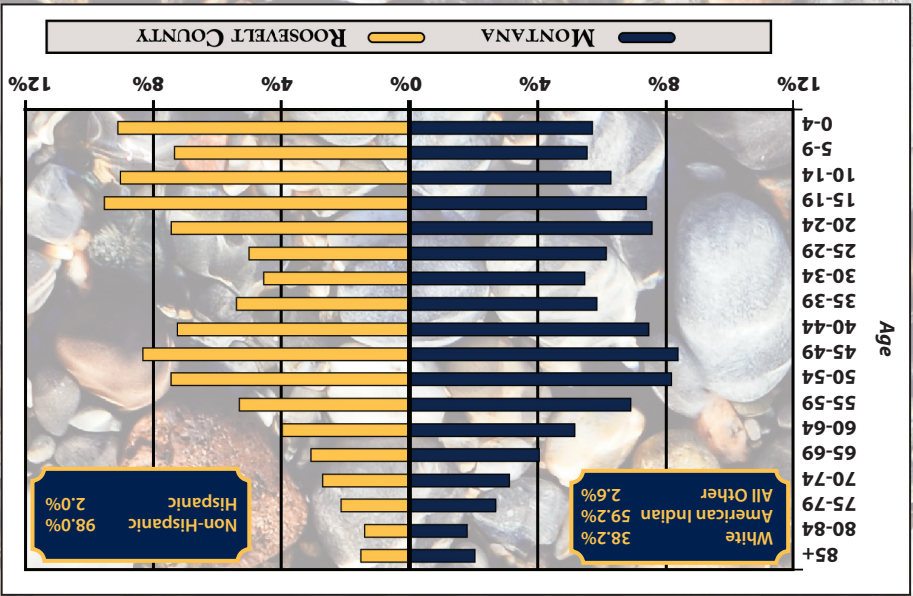 Age
85+
80-84
75-79
70-74
65-69
60-64
55-59
50-54
45-49
40-44
35-39
30-34
25-29
20-24
15-19
10-14
5-9
0-4
White 38.2%
American Indian 59.2%
All Other 2.6%
Non-Hispanic 98.0%
Hispanic 2.0%
12% 8% 4% 0% 4% 8% 12%
MONTANA ROOSEVELT COUNTY